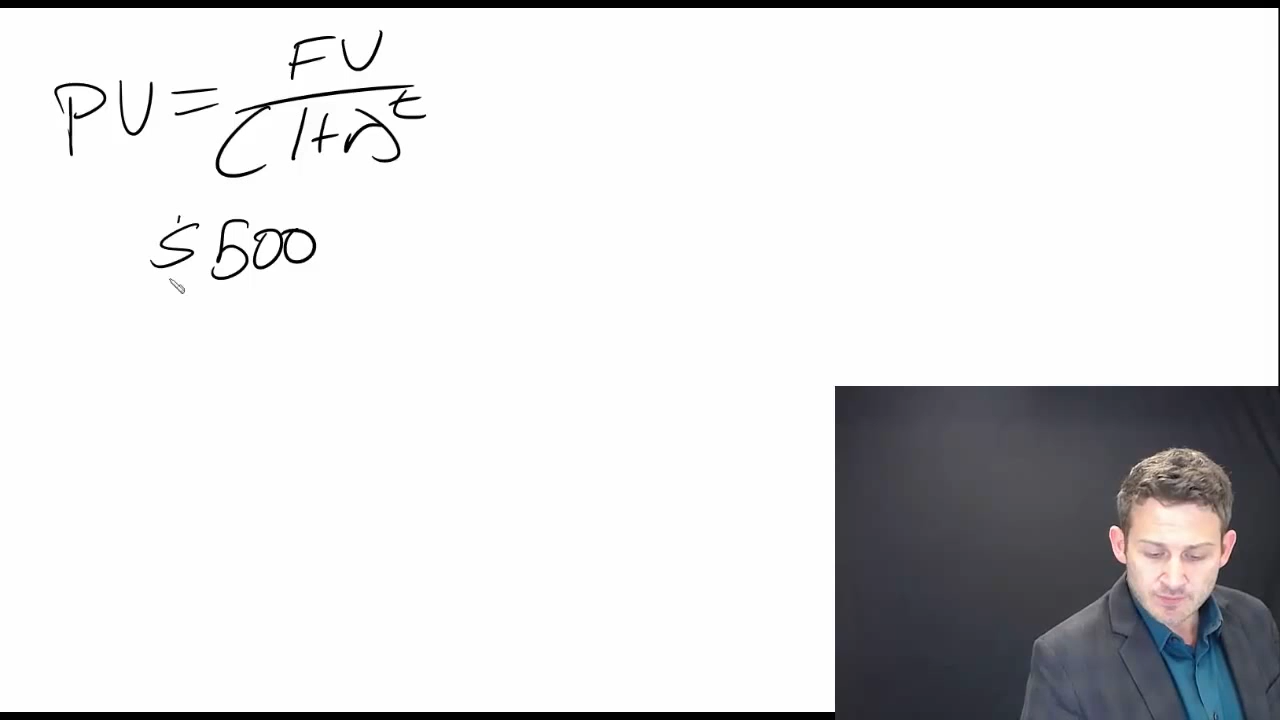 PV = FV / (1+r)^t
$500